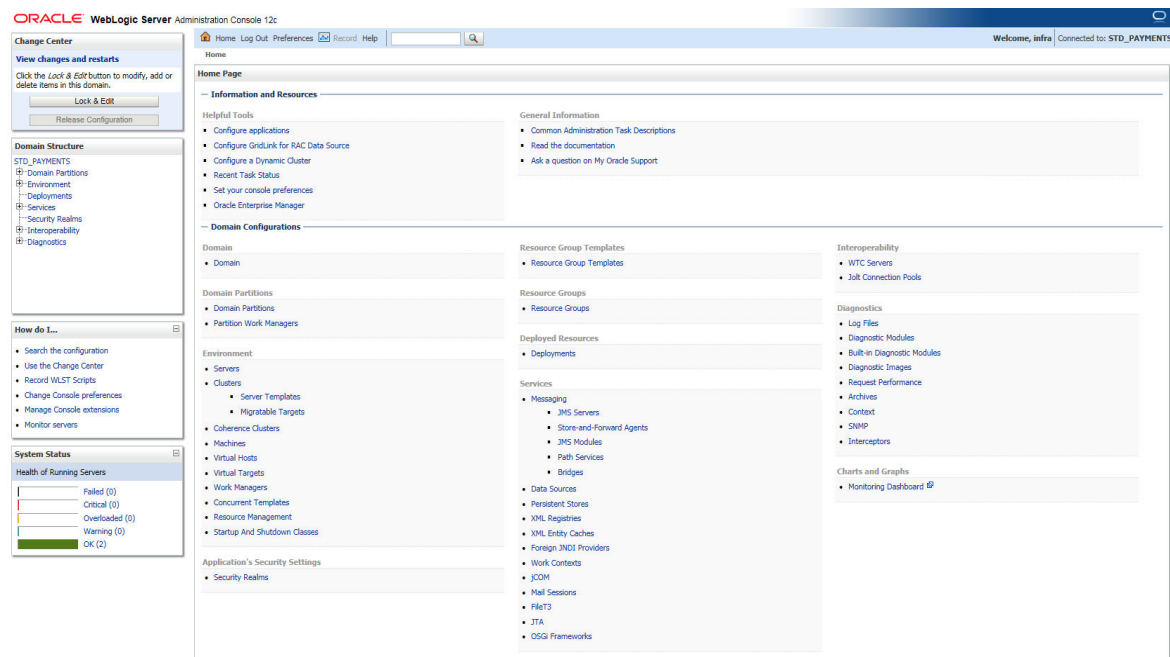 ORACLE WebLogic Server Administration Console 12c
Change Center
View changes and restarts
Click the Lock & Edit button to modify, add or
delete items in this domain.
Lock & Edit
Release Configuration
Domain Structure
STD_PAYMENTS
Domain Partitions
Environment
Deployments
Services
Security Realms
Interoperability
Diagnostics
How do I...
Search the configuration
Use the Change Center
Record WLST Scripts
Change Console preferences
Manage Console extensions
Monitor servers
System Status
Health of Running Servers
Failed (0)
Critical (0)
Overloaded (0)
Warning (0)
OK (2)
Home Log Out Preferences Record Help
Welcome, infra Connected to: STD_PAYMENTS
Home
Home Page
Information and Resources
Helpful Tools
Configure applications
Configure GridLink for RAC Data Source
Configure a Dynamic Cluster
Recent Task Status
Set your console preferences
Oracle Enterprise Manager
General Information
Common Administration Task Descriptions
Read the documentation
Ask a question on My Oracle Support
Domain Configurations
Domain
Domain
Domain Partitions
Domain Partitions
Partition Work Managers
Environment
Servers
Clusters
Server Templates
Migratable Targets
Coherence Clusters
Machines
Virtual Hosts
Virtual Targets
Work Managers
Concurrent Templates
Resource Management
Startup And Shutdown Classes
Application's Security Settings
Security Realms
Resource Group Templates
Resource Group Templates
Resource Groups
Resource Groups
Deployed Resources
Deployments
Services
Messaging
JMS Servers
Store-and-Forward Agents
JMS Modules
Path Services
Bridges
Data Sources
Persistent Stores
XML Registries
XML Entity Caches
Foreign JNDI Providers
Work Contexts
jCOM
Mail Sessions
FileT3
JTA
OSGi Frameworks
Interoperability
WTC Servers
Jolt Connection Pools
Diagnostics
Log Files
Diagnostic Modules
Built-in Diagnostic Modules
Diagnostic Images
Request Performance
Archives
Context
SNMP
Interceptors
Charts and Graphs
Monitoring Dashboard